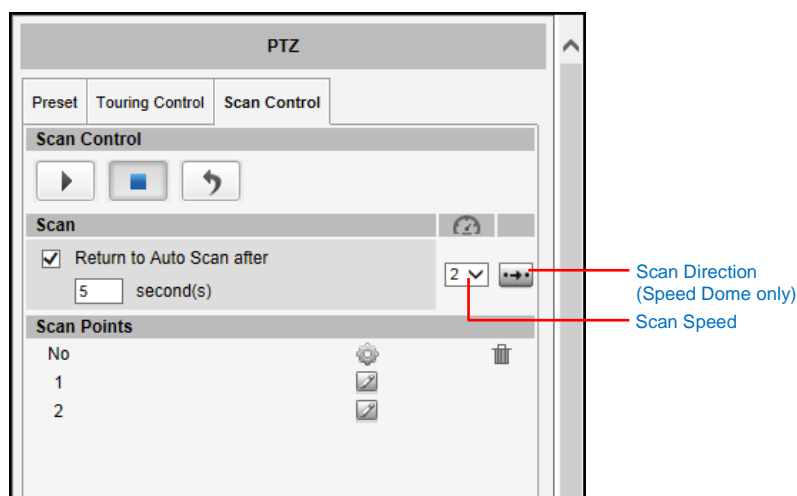 PTZ
Preset Touring Control Scan Control
Scan Control
Scan
Return to Auto Scan after
5 second(s)
2
Scan Direction
(Speed Dome only)
Scan Speed
Scan Points
No
1
2